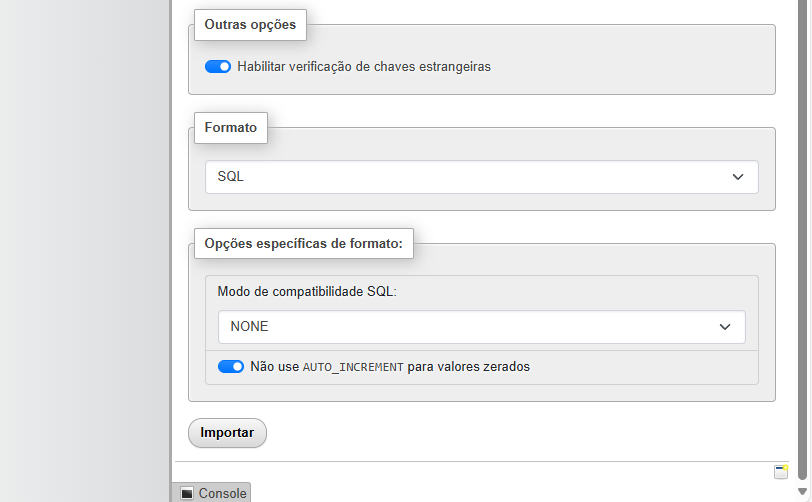 Outras opções
Habilitar verificação de chaves estrangeiras
Formato
SQL
Opções específicas de formato:
Modo de compatibilidade SQL:
NONE
Não use AUTO_INCREMENT para valores zerados
Importar
Console